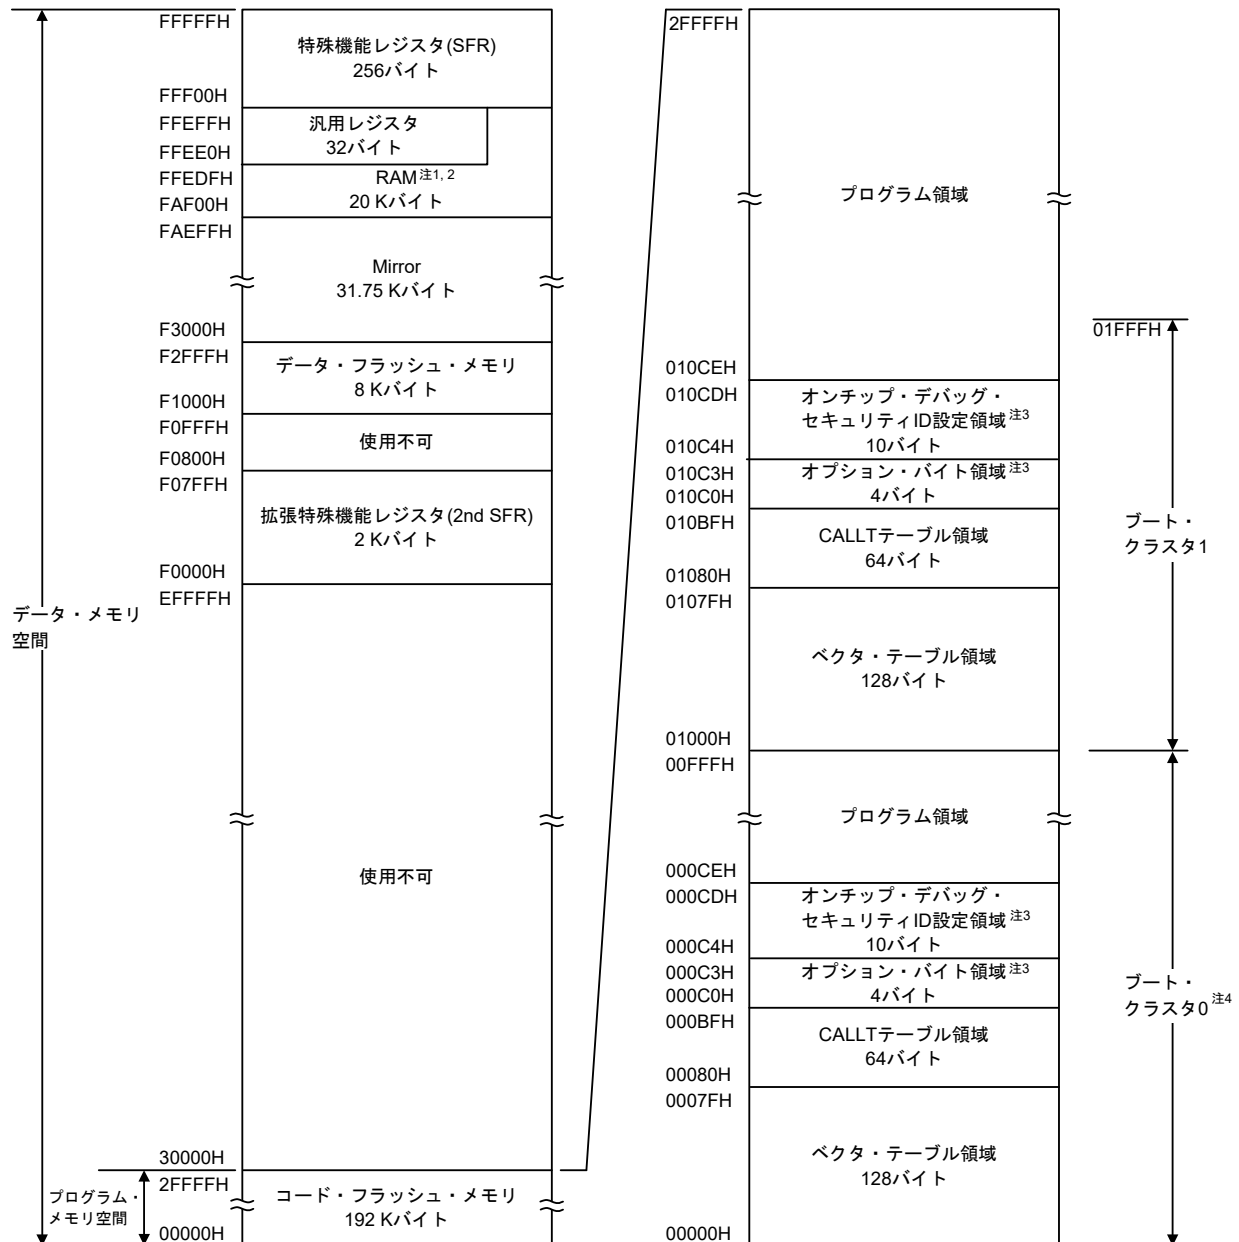 FFFFFH
特殊機能レジスタ(SFR)
256バイト
FFF00H
FFEFFH
汎用レジスタ
32バイト
FFEE0H
FFEDFH
RAM注1, 2
20 Kバイト
FAF00H
FAEFFH
Mirror
31.75 Kバイト
F3000H
F2FFFH
データ・フラッシュ・メモリ
8 Kバイト
F1000H
F0FFFH
使用不可
F0800H
F07FFH
拡張特殊機能レジスタ(2nd SFR)
2 Kバイト
F0000H
EFFFFH
データ・メモリ
空間
使用不可
30000H
2FFFFH
プログラム・
メモリ空間
コード・フラッシュ・メモリ
192 Kバイト
00000H
2FFFFH
プログラム領域
01FFFH
010CEH
010CDH
オンチップ・デバッグ・
セキュリティID設定領域注3
10バイト
010C4H
010C3H
オプション・バイト領域注3
4バイト
010C0H
010BFH
CALLTテーブル領域
64バイト
01080H
0107FH
ブート・
クラスタ1
ベクタ・テーブル領域
128バイト
01000H
00FFFH
プログラム領域
000CEH
000CDH
オンチップ・デバッグ・
セキュリティID設定領域注3
10バイト
000C4H
000C3H
オプション・バイト領域注3
4バイト
000C0H
000BFH
ブート・
クラスタ0注4
CALLTテーブル領域
64バイト
00080H
0007FH
ベクタ・テーブル領域
128バイト
00000H